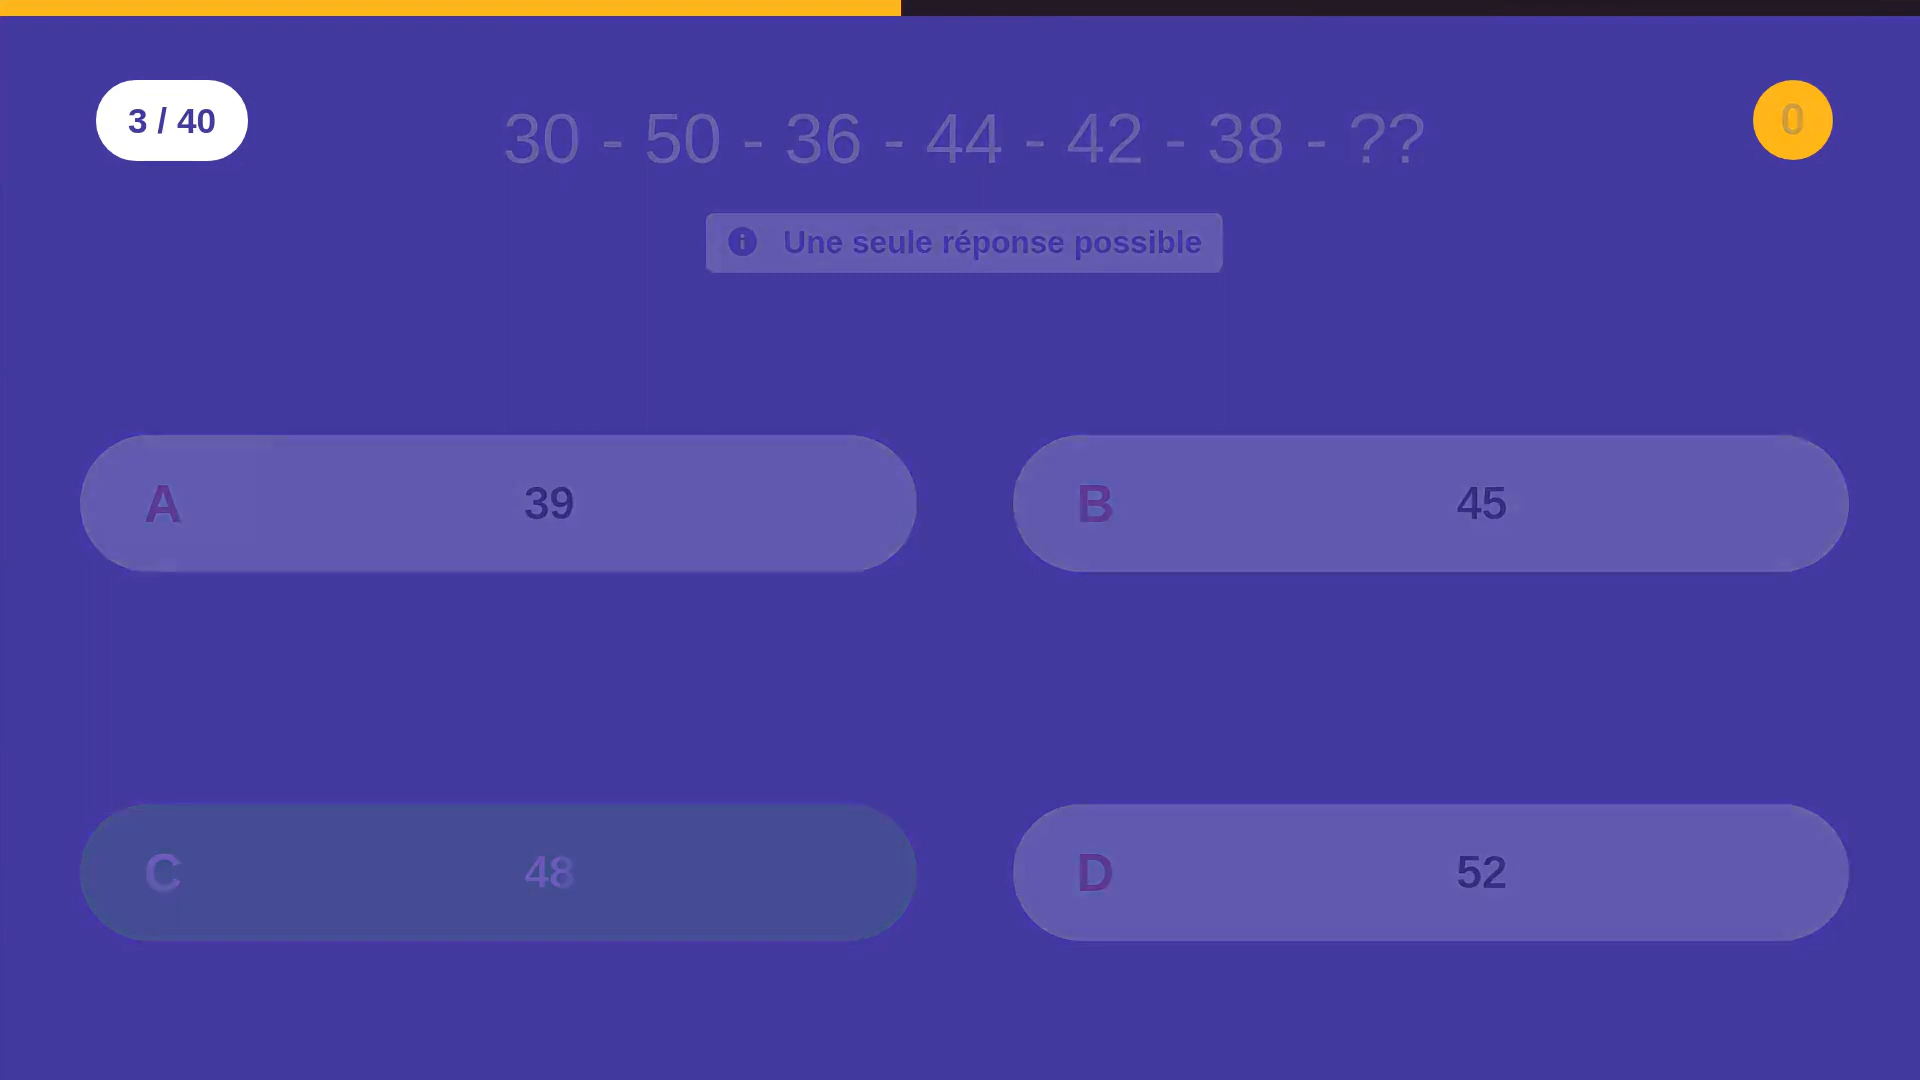 3 / 40
30 - 50 - 36 - 44 - 42 - 38 - ??
0
Une seule réponse possible
A 39
B 45
C 48
D 52